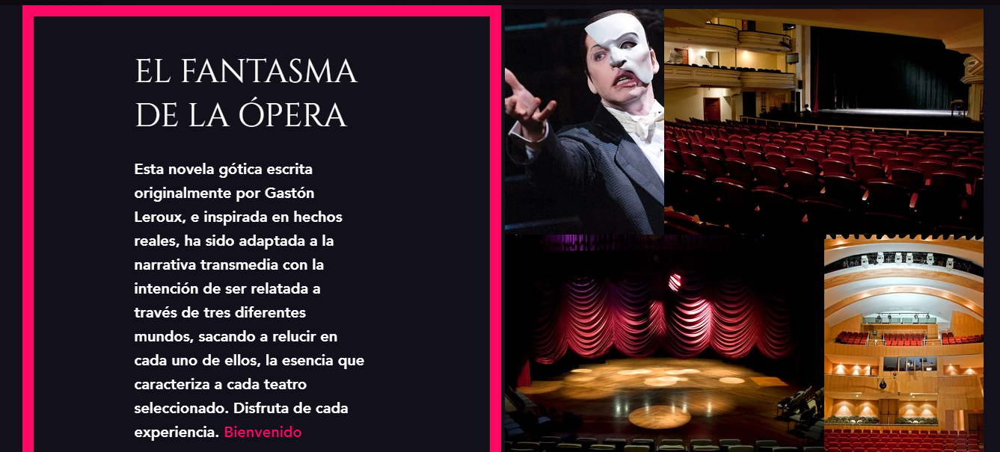 EL FANTASMA
DE LA ÓPERA
Esta novela gótica escrita
originalmente por Gastón
Leroux, e inspirada en hechos
reales, ha sido adaptada a la
narrativa transmedia con la
intención de ser relatada a
través de tres diferentes
mundos, sacando a relucir en
cada uno de ellos, la esencia que
caracteriza a cada teatro
seleccionado. Disfruta de cada
experiencia. Bienvenido